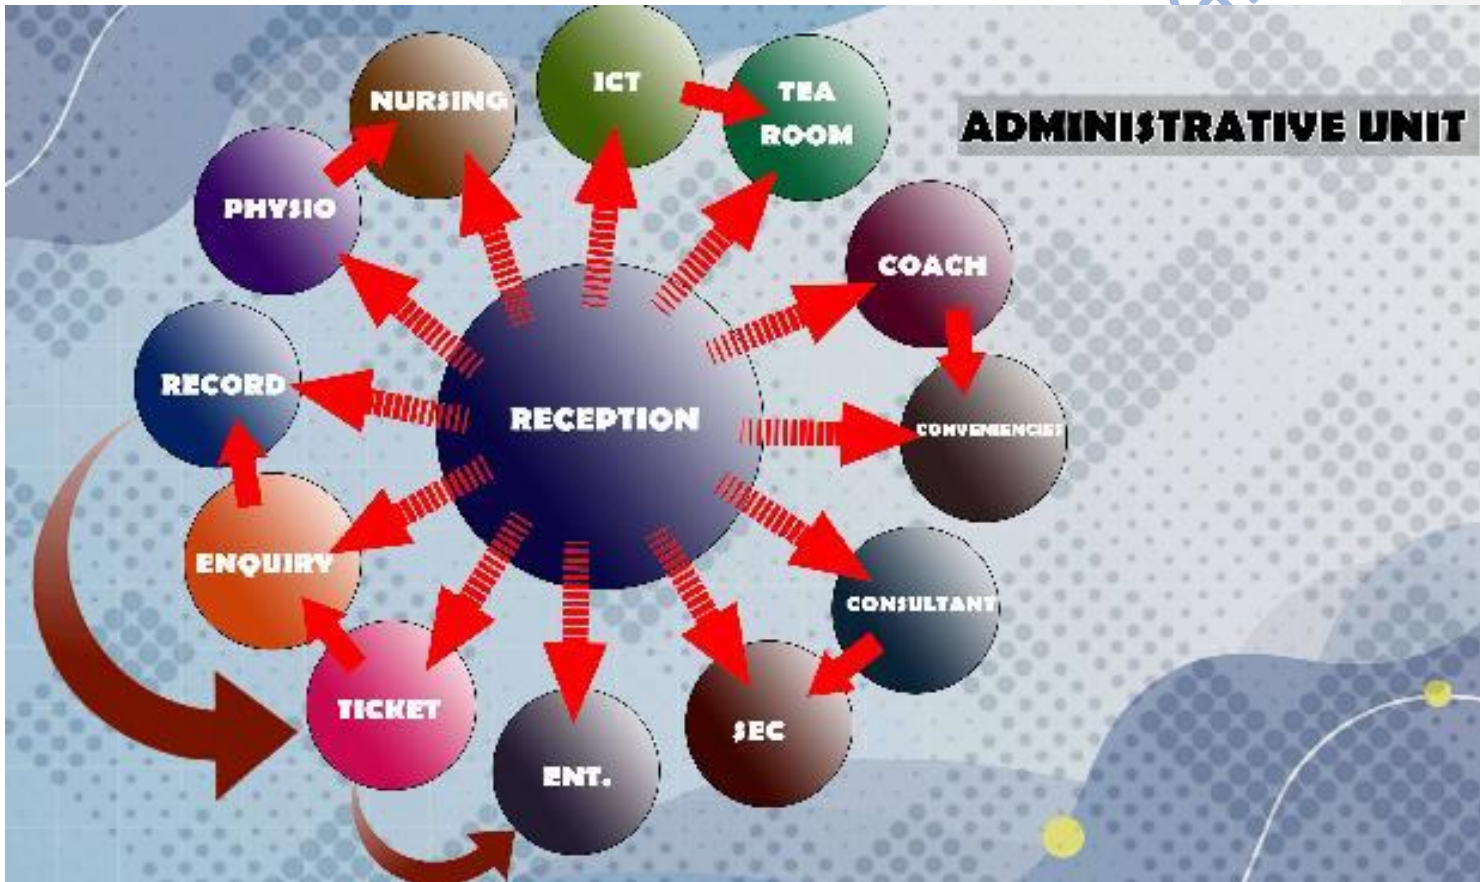 ICT
TEA
ROOM
NURSING
ADMINISTRATIVE UNIT
PHYSIO
COACH
RECORD
RECEPTION
CONVENIENCIES
ENQUIRY
CONSULTANT
TICKET
SEC
ENT.